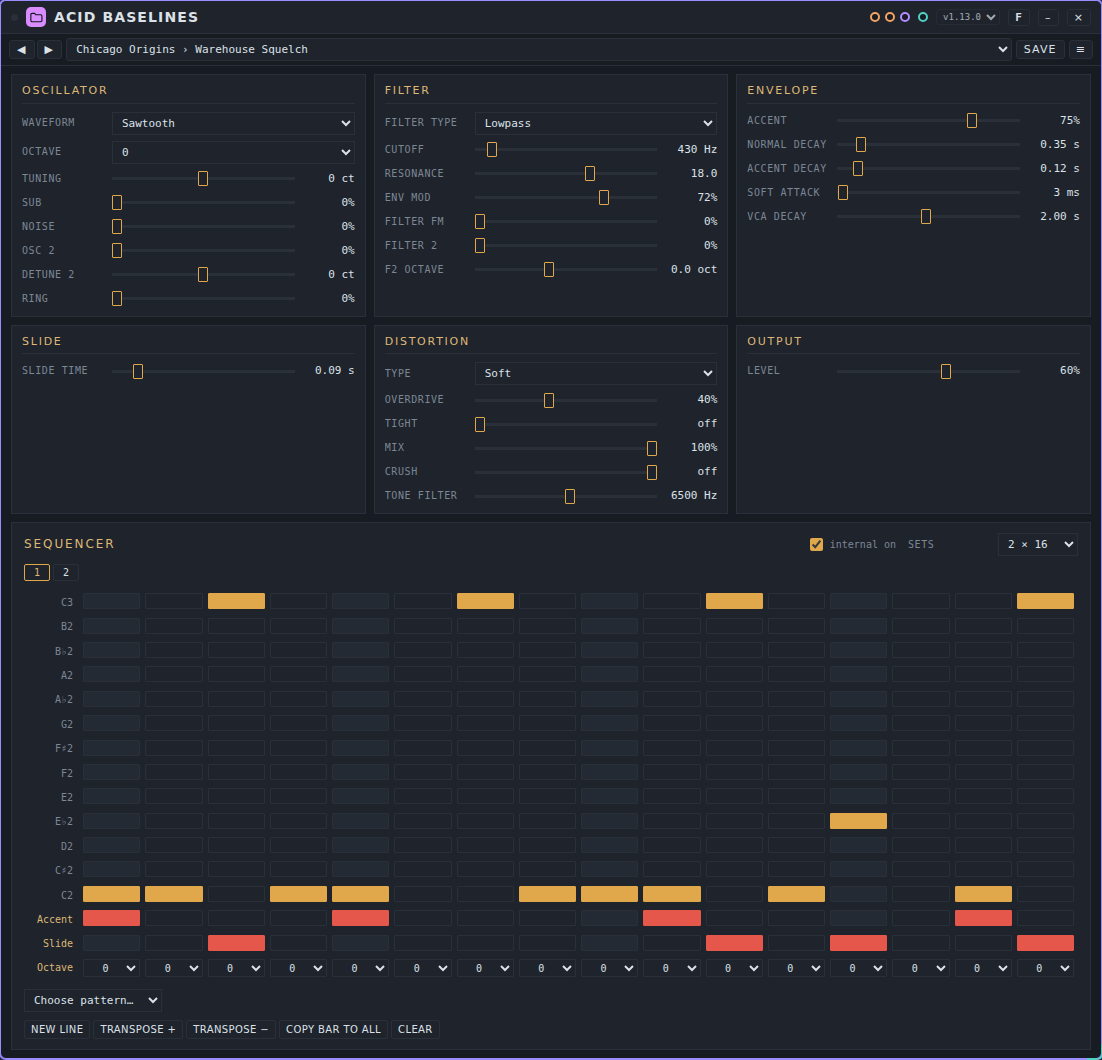 ACID BASELINES
v1.13.0 F – ×
◀ ▶ Chicago Origins › Warehouse Squelch SAVE ≡
OSCILLATOR
WAVEFORM Sawtooth
OCTAVE 0
TUNING 0 ct
SUB 0%
NOISE 0%
OSC 2 0%
DETUNE 2 0 ct
RING 0%
FILTER
FILTER TYPE Lowpass
CUTOFF 430 Hz
RESONANCE 18.0
ENV MOD 72%
FILTER FM 0%
FILTER 2 0%
F2 OCTAVE 0.0 oct
ENVELOPE
ACCENT 75%
NORMAL DECAY 0.35 s
ACCENT DECAY 0.12 s
SOFT ATTACK 3 ms
VCA DECAY 2.00 s
SLIDE
SLIDE TIME 0.09 s
DISTORTION
TYPE Soft
OVERDRIVE 40%
TIGHT off
MIX 100%
CRUSH off
TONE FILTER 6500 Hz
OUTPUT
LEVEL 60%
SEQUENCER internal on SETS 2 × 16
1 2
C3
B2
B♭2
A2
A♭2
G2
F♯2
F2
E2
E♭2
D2
C♯2
C2
Accent
Slide
Octave 0 0 0 0 0 0 0 0 0 0 0 0 0 0 0 0
Choose pattern…
NEW LINE TRANSPOSE + TRANSPOSE − COPY BAR TO ALL CLEAR